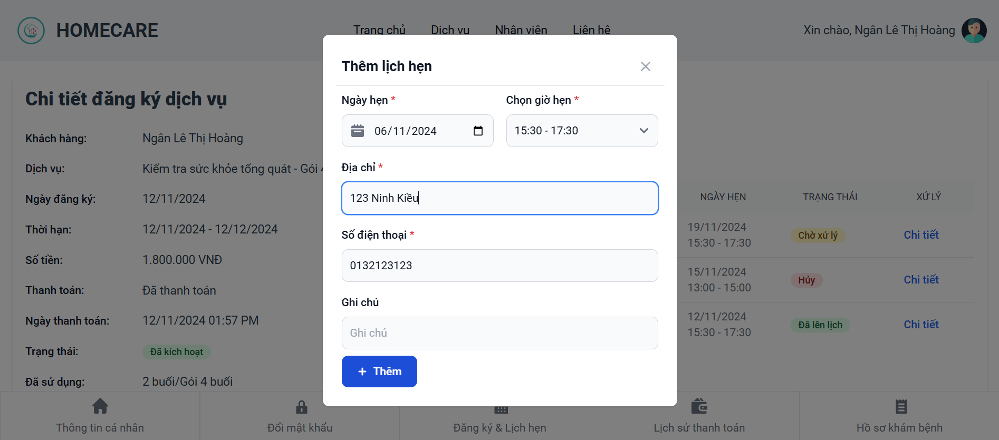 HOMECARE
Trang chủ
Dịch vụ
Nhân viên
Liên hệ
Xin chào, Ngân Lê Thị Hoàng
Chi tiết đăng ký dịch vụ
Khách hàng: Ngân Lê Thị Hoàng
Dịch vụ: Kiểm tra sức khỏe tổng quát - Gói
Ngày đăng ký: 12/11/2024
Thời hạn: 12/11/2024 - 12/12/2024
Số tiền: 1.800.000 VNĐ
Thanh toán: Đã thanh toán
Ngày thanh toán: 12/11/2024 01:57 PM
Trạng thái: Đã kích hoạt
Đã sử dụng: 2 buổi/Gói 4 buổi
Thêm lịch hẹn
Ngày hẹn *
Chọn giờ hẹn *
06/11/2024
15:30 - 17:30
Địa chỉ *
123 Ninh Kiều
Số điện thoại *
0132123123
Ghi chú
Ghi chú
+ Thêm
NGÀY HẸN
TRẠNG THÁI
XỬ LÝ
19/11/2024
15:30 - 17:30
Chờ xử lý
Chi tiết
15/11/2024
13:00 - 15:00
Hủy
Chi tiết
12/11/2024
15:30 - 17:30
Đã lên lịch
Chi tiết
Thông tin cá nhân
Đổi mật khẩu
Đăng ký & Lịch hẹn
Lịch sử thanh toán
Hồ sơ khám bệnh